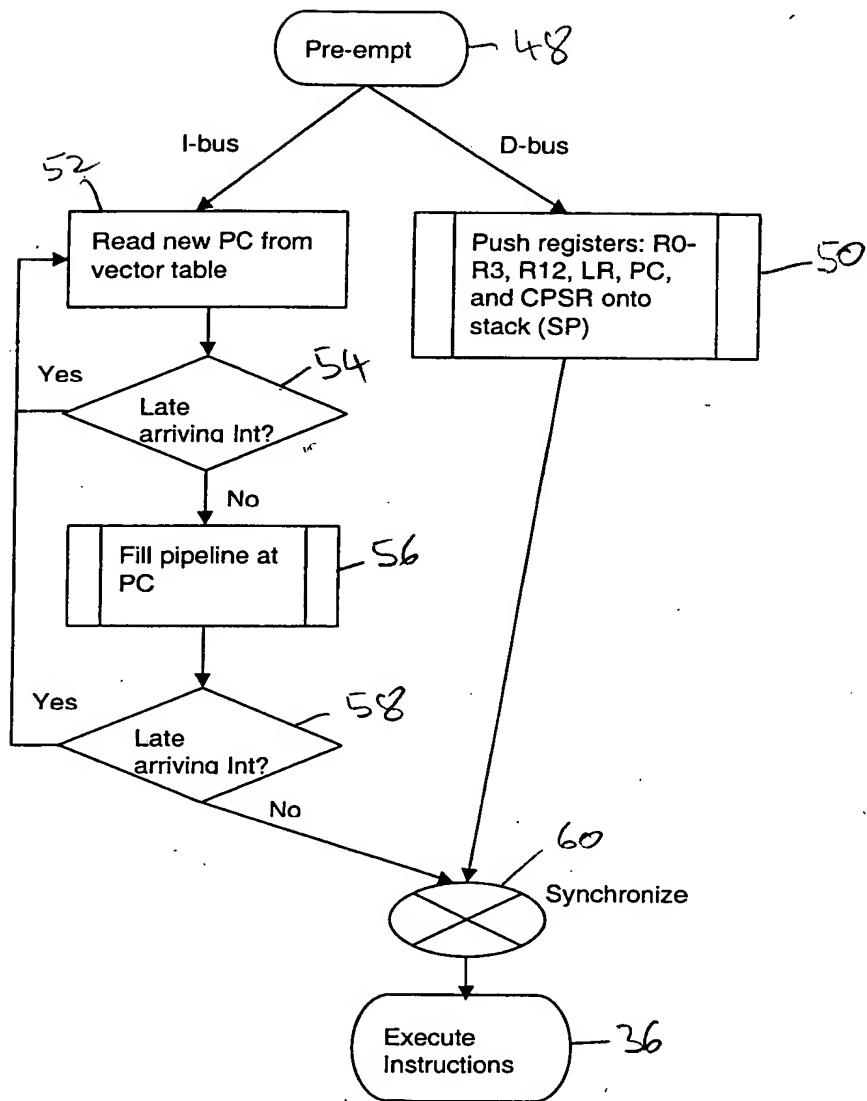 Pre-empt
48
I-bus
D-bus
52
Read new PC from
vector table
Push registers: R0-
R3, R12, LR, PC,
and CPSR onto
stack (SP)
50
Yes
54
Late
arriving Int?
No
Fill pipeline at
PC
56
Yes
58
Late
arriving Int?
No
60
Synchronize
Execute
Instructions
36